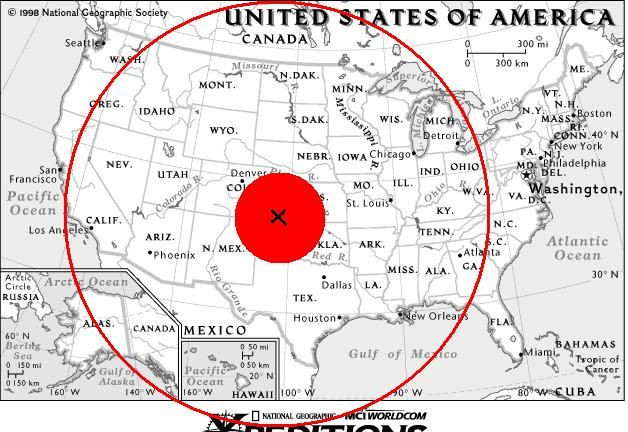 © 1998 National Geographic Society
UNITED STATES OF AMERICA
CANADA
Seattle
WASH.
Missouri
N.DAK.
MINN.
Superior
0 300 mi
0 300 km
ME.
MONT.
OREG.
IDAHO
S.DAK.
Mississippi R.
WIS.
MICH.
L. Ontario
VT.
N.H.
N.Y.
MASS.
Boston
R.I.
CONN.
40° N
WYO.
Detroit
New York
NEBR.
IOWA
Chicago
PA.
N.J.
Philadelphia
MD.
DEL.
San Francisco
NEV.
UTAH
Colorado R.
Denver
IND.
OHIO
Ohio R.
W.VA.
VA.
Washington,
D.C.
Pacific Ocean
MO.
ILL.
St. Louis
KY.
CALIF.
Los Angeles
ARIZ.
Phoenix
N. MEX.
KLA.
Red R.
ARK.
TENN.
N.C.
S.C.
Atlantic Ocean
Atlanta
GA.
MISS.
ALA.
Dallas
LA.
TEX.
Rio Grande
30° N
Houston
New Orleans
FLA.
Arctic Circle
Arctic Ocean
RUSSIA
ALAS.
CANADA
60° N
Bering Sea
0 150 mi
0 150 km
Gulf of Alaska
160° W
140° W
MEXICO
0 50 mi
0 50 km
Pacific Ocean
20° N
HAWAII
160° W
Gulf of Mexico
Miami
BAHAMAS
Tropic of Cancer
CUBA
100° W
90° W
80° W
NATIONAL GEOGRAPHIC MCI WORLDCOM
XPEDITIONS